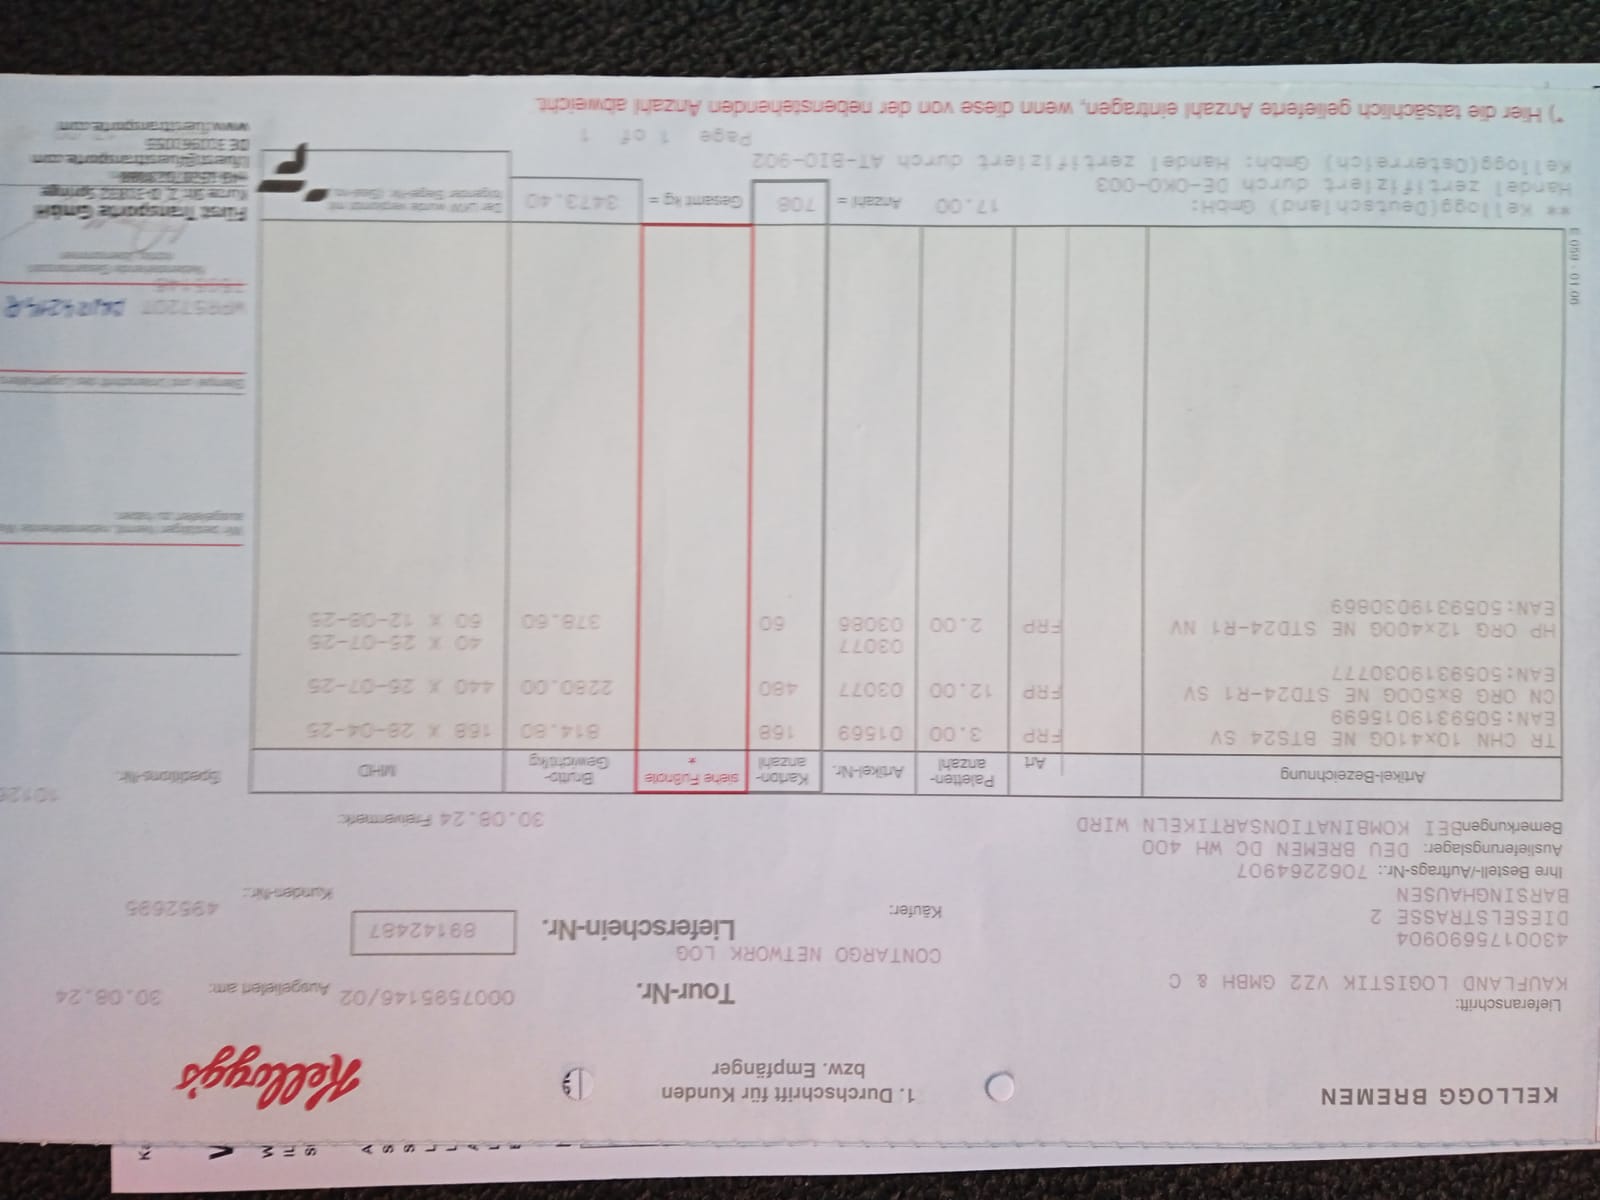 KELLOGG BREMEN
1. Durchschrift für Kunden
bzw. Empfänger
Kellogg's
Lieferanschrift:
KAUFLAND LOGISTIK VZ2 GMBH & C
4300175690904
DIESELSTRASSE 2
BARSINGHAUSEN
Tour-Nr. 0007595146/02 Ausgeliefert am: 30.08.24
CONTARGO NETWORK LOG
Lieferschein-Nr. 89142487
Käufer:
Kunden-Nr.: 4952695
Ihre Bestell-/Auftrags-Nr.: 7062264907
Auslieferungslager: DEU BREMEN DC WH 400
Bemerkungen BEI KOMBINATIONSARTIKELN WIRD
30.08.24 Freivermerk:
Speditions-Nr.
Artikel-Bezeichnung Art Paletten-anzahl Artikel-Nr. Karton-anzahl siehe Fußnote * Brutto-Gewicht/kg MHD
TR CHN 10x410G NE BTS24 SV FRP 3.00 01569 168 814.80 168 X 28-04-25
EAN:5059319015699
CN ORG 8x500G NE STD24-R1 SV FRP 12.00 03077 480 2280.00 440 X 26-07-25
EAN:5059319030777
03077 40 X 25-07-25
HP ORG 12x400G NE STD24-R1 NV FRP 2.00 03086 60 378.60 60 X 12-08-25
EAN:5059319030869
** Kellogg(Deutschland) GmbH: 17.00 Anzahl = 708 Gesamt kg = 3473.40
Handel zertifiziert durch DE-ÖKO-003
Kellogg(Österreich) Gmbh: Handel zertifiziert durch AT-BIO-902
Page 1 of 1
*) Hier die tatsächlich gelieferte Anzahl eintragen, wenn diese von der nebenstehenden Anzahl abweicht.
Fürst Transporte GmbH
www.fuersttransporte.com